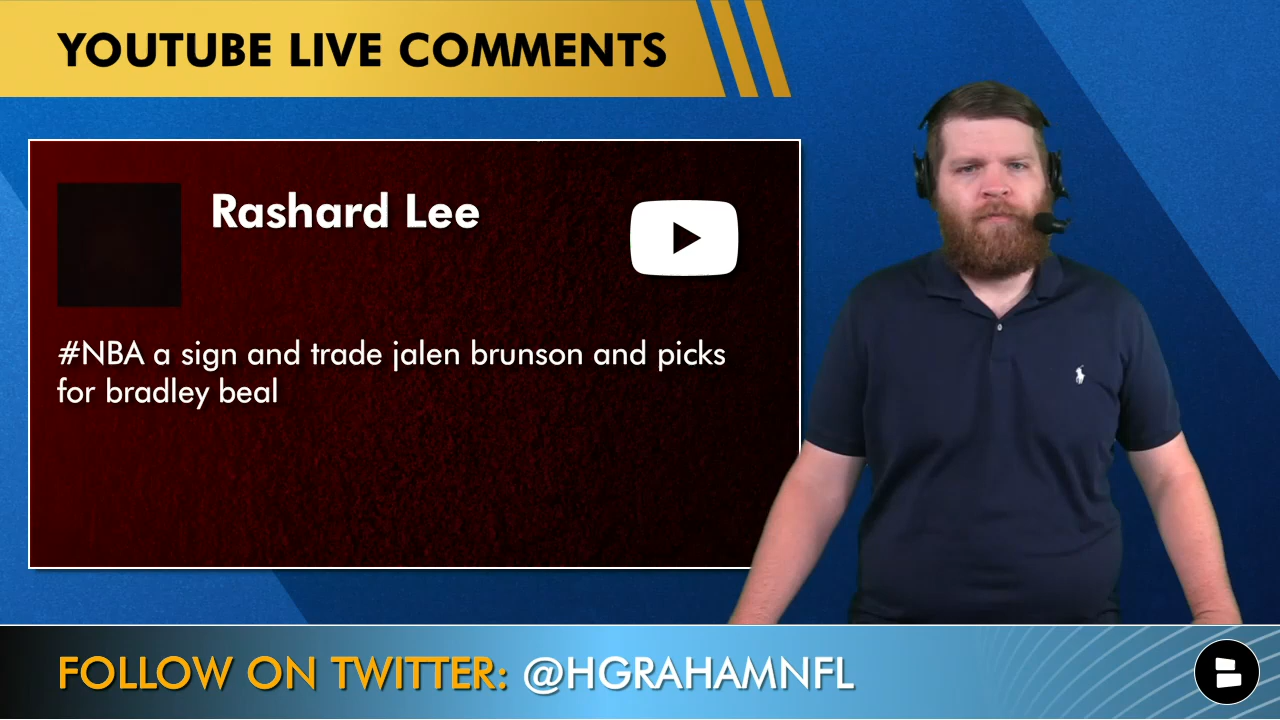 YOUTUBE LIVE COMMENTS
Rashard Lee
#NBA a sign and trade jalen brunson and picks
for bradley beal
FOLLOW ON TWITTER: @HGRAHAMNFL